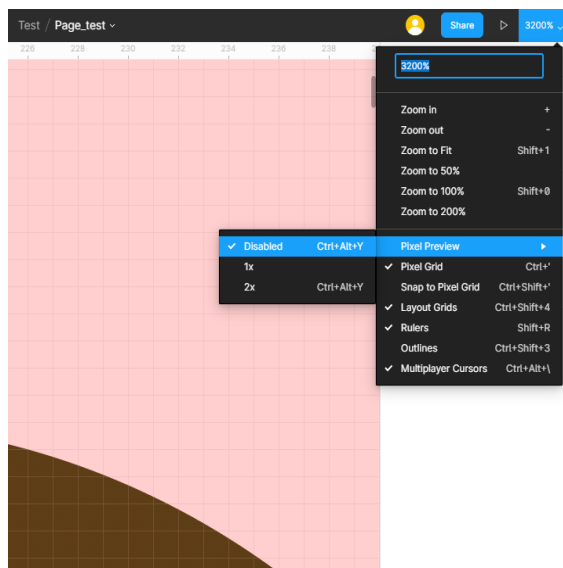 Test / Page_test
Share
3200%
226 228 230 232 234 236 238
3200%
Zoom in +
Zoom out -
Zoom to Fit Shift+1
Zoom to 50%
Zoom to 100% Shift+0
Zoom to 200%
Pixel Preview
Disabled Ctrl+Alt+Y
1x
2x Ctrl+Alt+Y
Pixel Grid Ctrl+'
Snap to Pixel Grid Ctrl+Shift+'
Layout Grids Ctrl+Shift+4
Rulers Shift+R
Outlines Ctrl+Shift+3
Multiplayer Cursors Ctrl+Alt+\